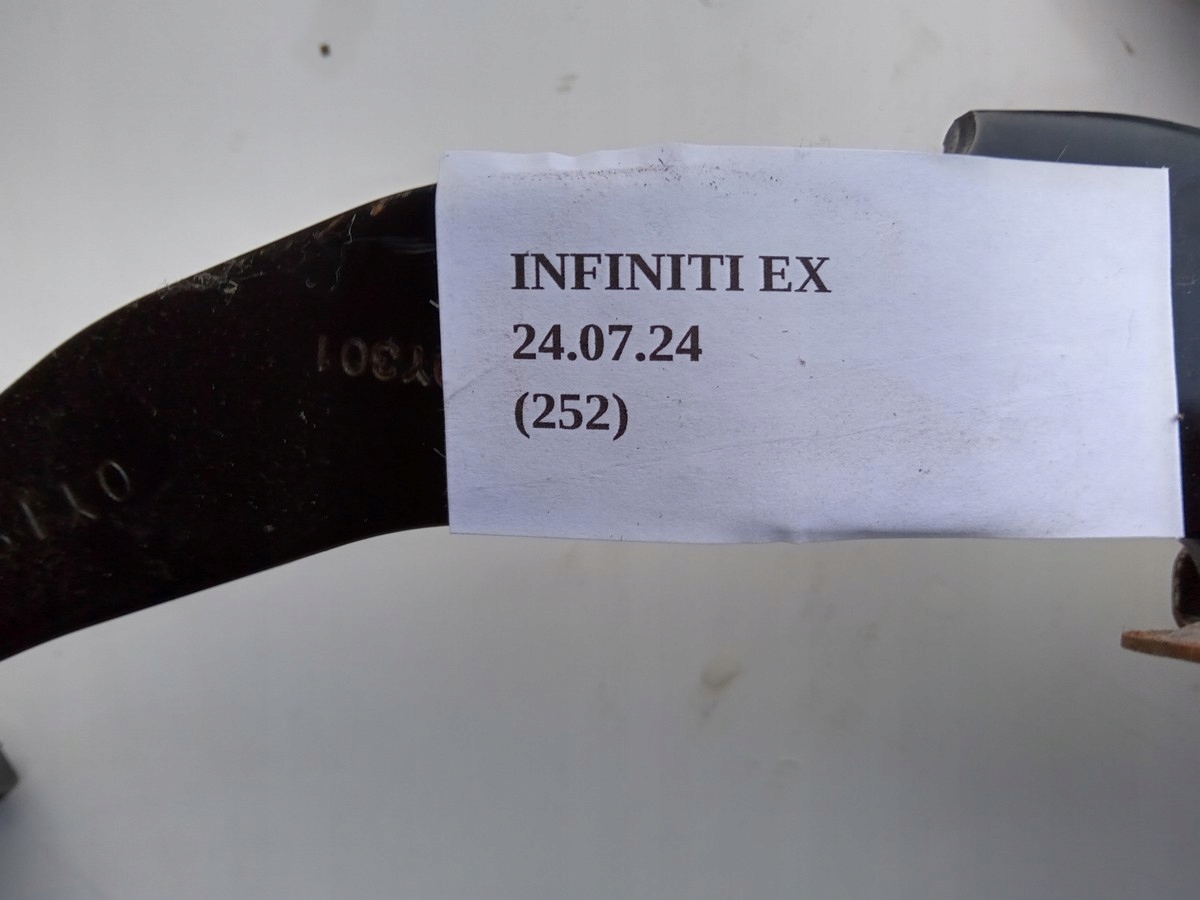 INFINITI EX
24.07.24
(252)